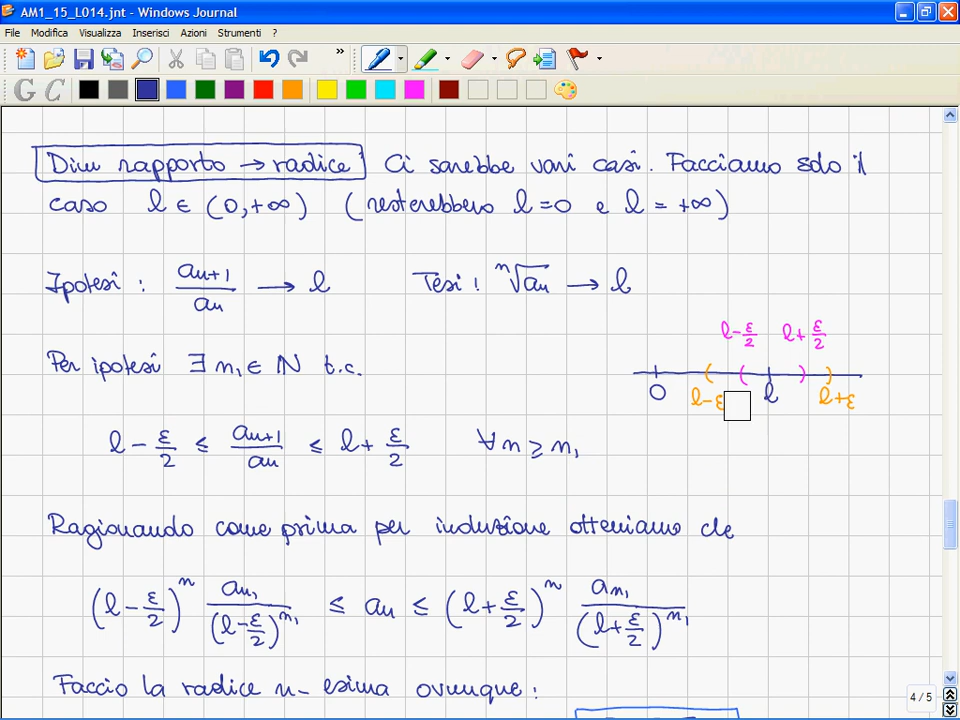 AM1_15_L014.jnt - Windows Journal
File Modifica Visualizza Inserisci Azioni Strumenti ?
»
G C
Dim rapporto → radice Ci sarebbe vari casi. Facciamo solo il
caso l ∈ (0,+∞) (resterebbero l=0 e l = +∞)
Ipotesi : a_{n+1}/a_n → l Tesi : ⁿ√a_n → l
l-ε/2 l+ε/2
Per ipotesi ∃ n₁ ∈ ℕ t.c.
0 l-ε l l+ε
l - ε/2 ≤ a_{n+1}/a_n ≤ l + ε/2 ∀ n ≥ n₁
Ragionando come prima per induzione otteniamo che
(l-ε/2)^n a_{n₁}/(l-ε/2)^{n₁} ≤ a_n ≤ (l+ε/2)^n a_{n₁}/(l+ε/2)^{n₁}
Faccio la radice n-esima ovunque :
4 / 5